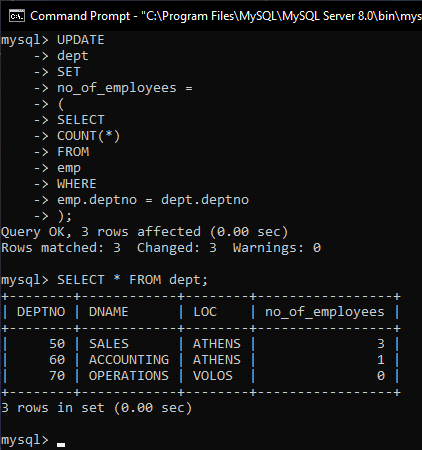 Command Prompt - "C:\Program Files\MySQL\MySQL Server 8.0\bin\mys
mysql> UPDATE
    -> dept
    -> SET
    -> no_of_employees =
    -> (
    -> SELECT
    -> COUNT(*)
    -> FROM
    -> emp
    -> WHERE
    -> emp.deptno = dept.deptno
    -> );
Query OK, 3 rows affected (0.00 sec)
Rows matched: 3  Changed: 3  Warnings: 0

mysql> SELECT * FROM dept;
+--------+------------+--------+-----------------+
| DEPTNO | DNAME      | LOC    | no_of_employees |
+--------+------------+--------+-----------------+
|     50 | SALES      | ATHENS |               3 |
|     60 | ACCOUNTING | ATHENS |               1 |
|     70 | OPERATIONS | VOLOS  |               0 |
+--------+------------+--------+-----------------+
3 rows in set (0.00 sec)

mysql>